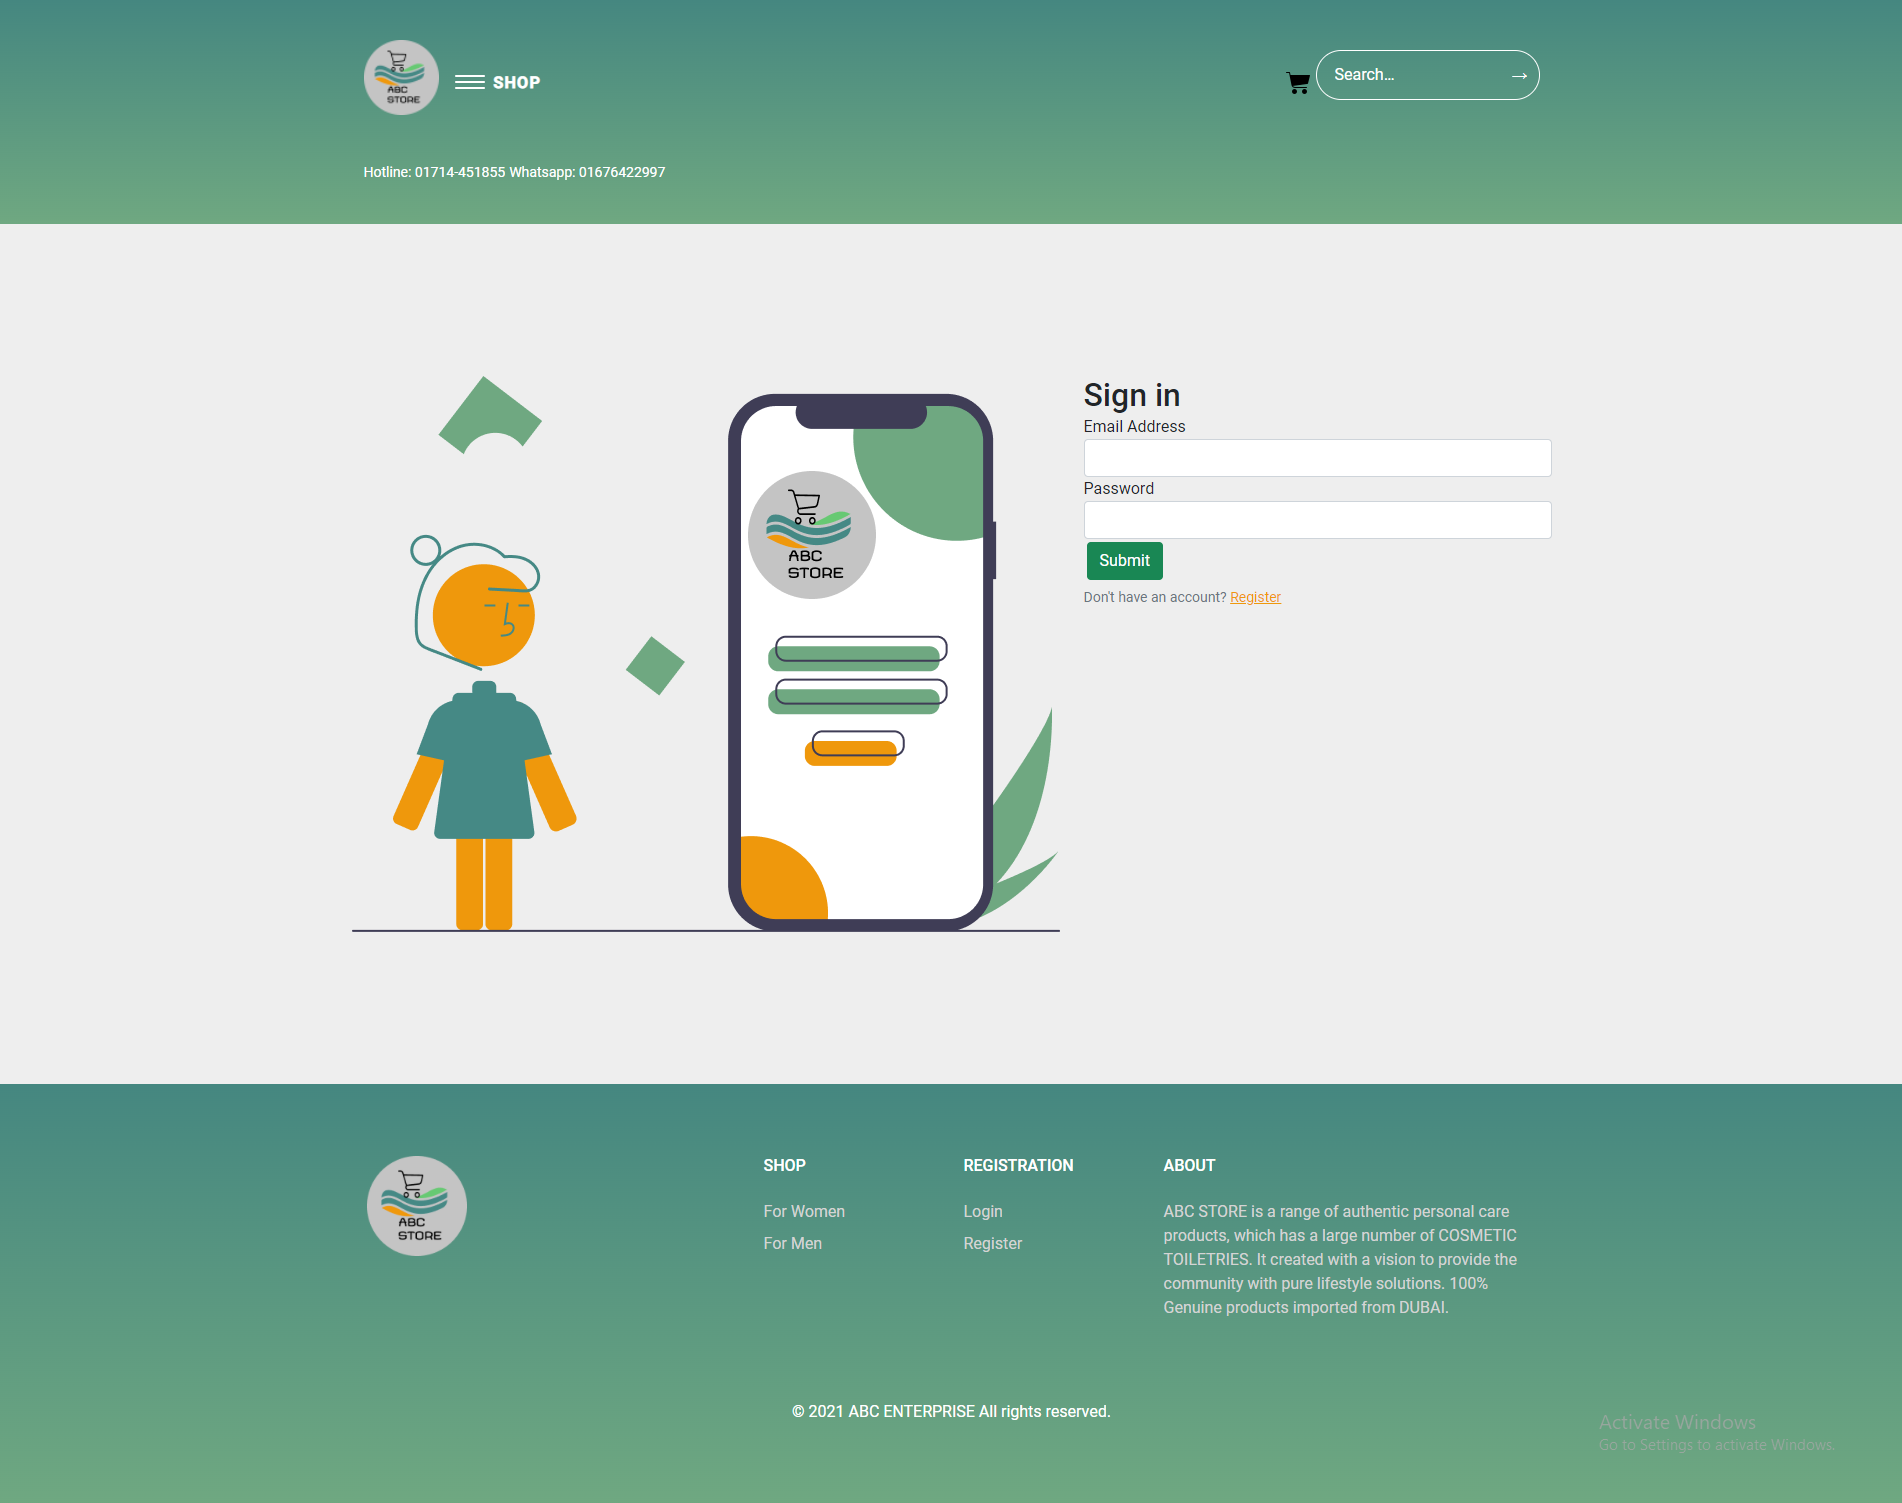 ABC
STORE
SHOP
Search...
→
Hotline: 01714-451855 Whatsapp: 01676422997
ABC
STORE
Sign in
Email Address
Password
Submit
Don't have an account? Register
ABC
STORE
SHOP
For Women
For Men
REGISTRATION
Login
Register
ABOUT
ABC STORE is a range of authentic personal care
products, which has a large number of COSMETIC
TOILETRIES. It created with a vision to provide the
community with pure lifestyle solutions. 100%
Genuine products imported from DUBAI.
© 2021 ABC ENTERPRISE All rights reserved.
Activate Windows
Go to Settings to activate Windows.